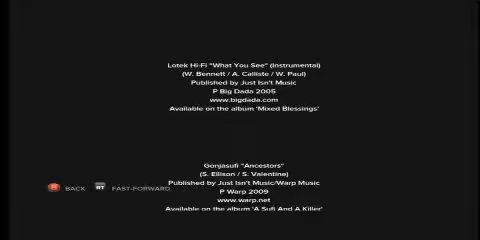 Lotek Hi-Fi "What You See" (Instrumental)
(W. Bennett / A. Calliste / W. Paul)
Published by Just Isn't Music
P Big Dada 2005
www.bigdada.com
Available on the album 'Mixed Blessings'
Gonjasufi "Ancestors"
(S. Ellison / S. Valentine)
Published by Just Isn't Music/Warp Music
P Warp 2009
www.warp.net
Available on the album 'A Sufi And A Killer'
B BACK RT FAST-FORWARD